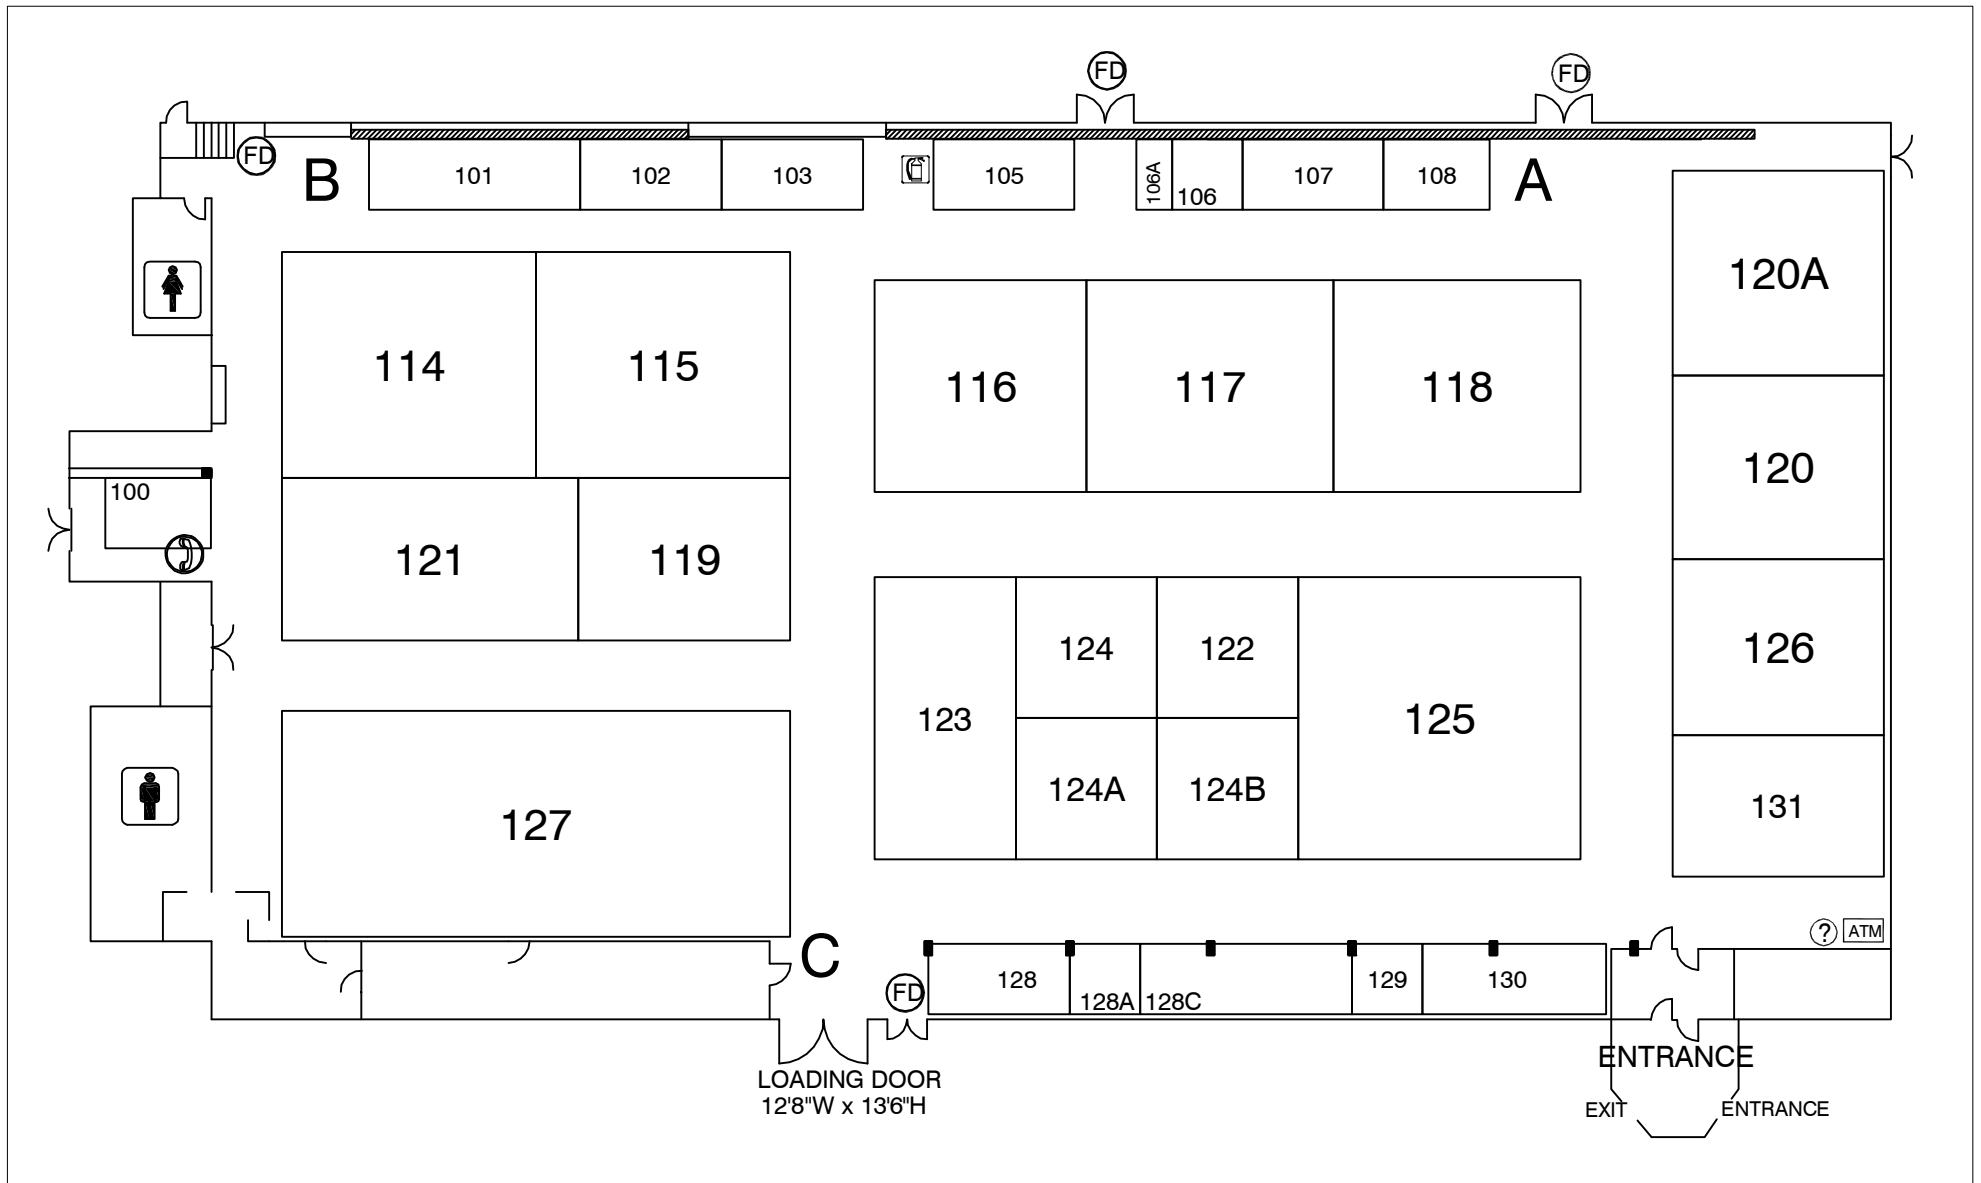 FD
FD
FD
B
101
102
103
105
106A
106
107
108
A
120A
114
115
116
117
118
120
100
121
119
124
122
126
123
125
124A
124B
131
127
? ATM
C
128
128A
128C
129
130
FD
ENTRANCE
LOADING DOOR
12'8"W x 13'6"H
EXIT
ENTRANCE